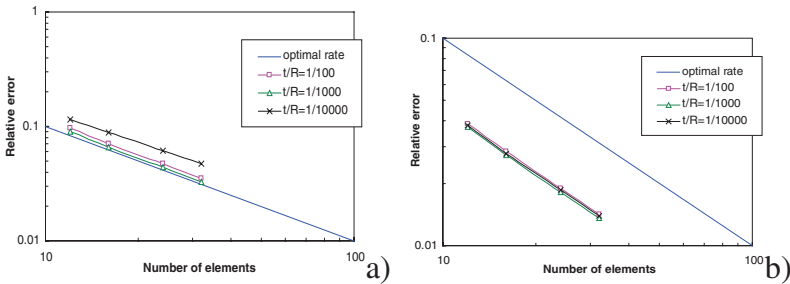 1
0.1
0.01
Relative error
optimal rate
t/R=1/100
t/R=1/1000
t/R=1/10000
10
100
Number of elements
a)
0.1
0.01
Relative error
optimal rate
t/R=1/100
t/R=1/1000
t/R=1/10000
10
100
Number of elements
b)